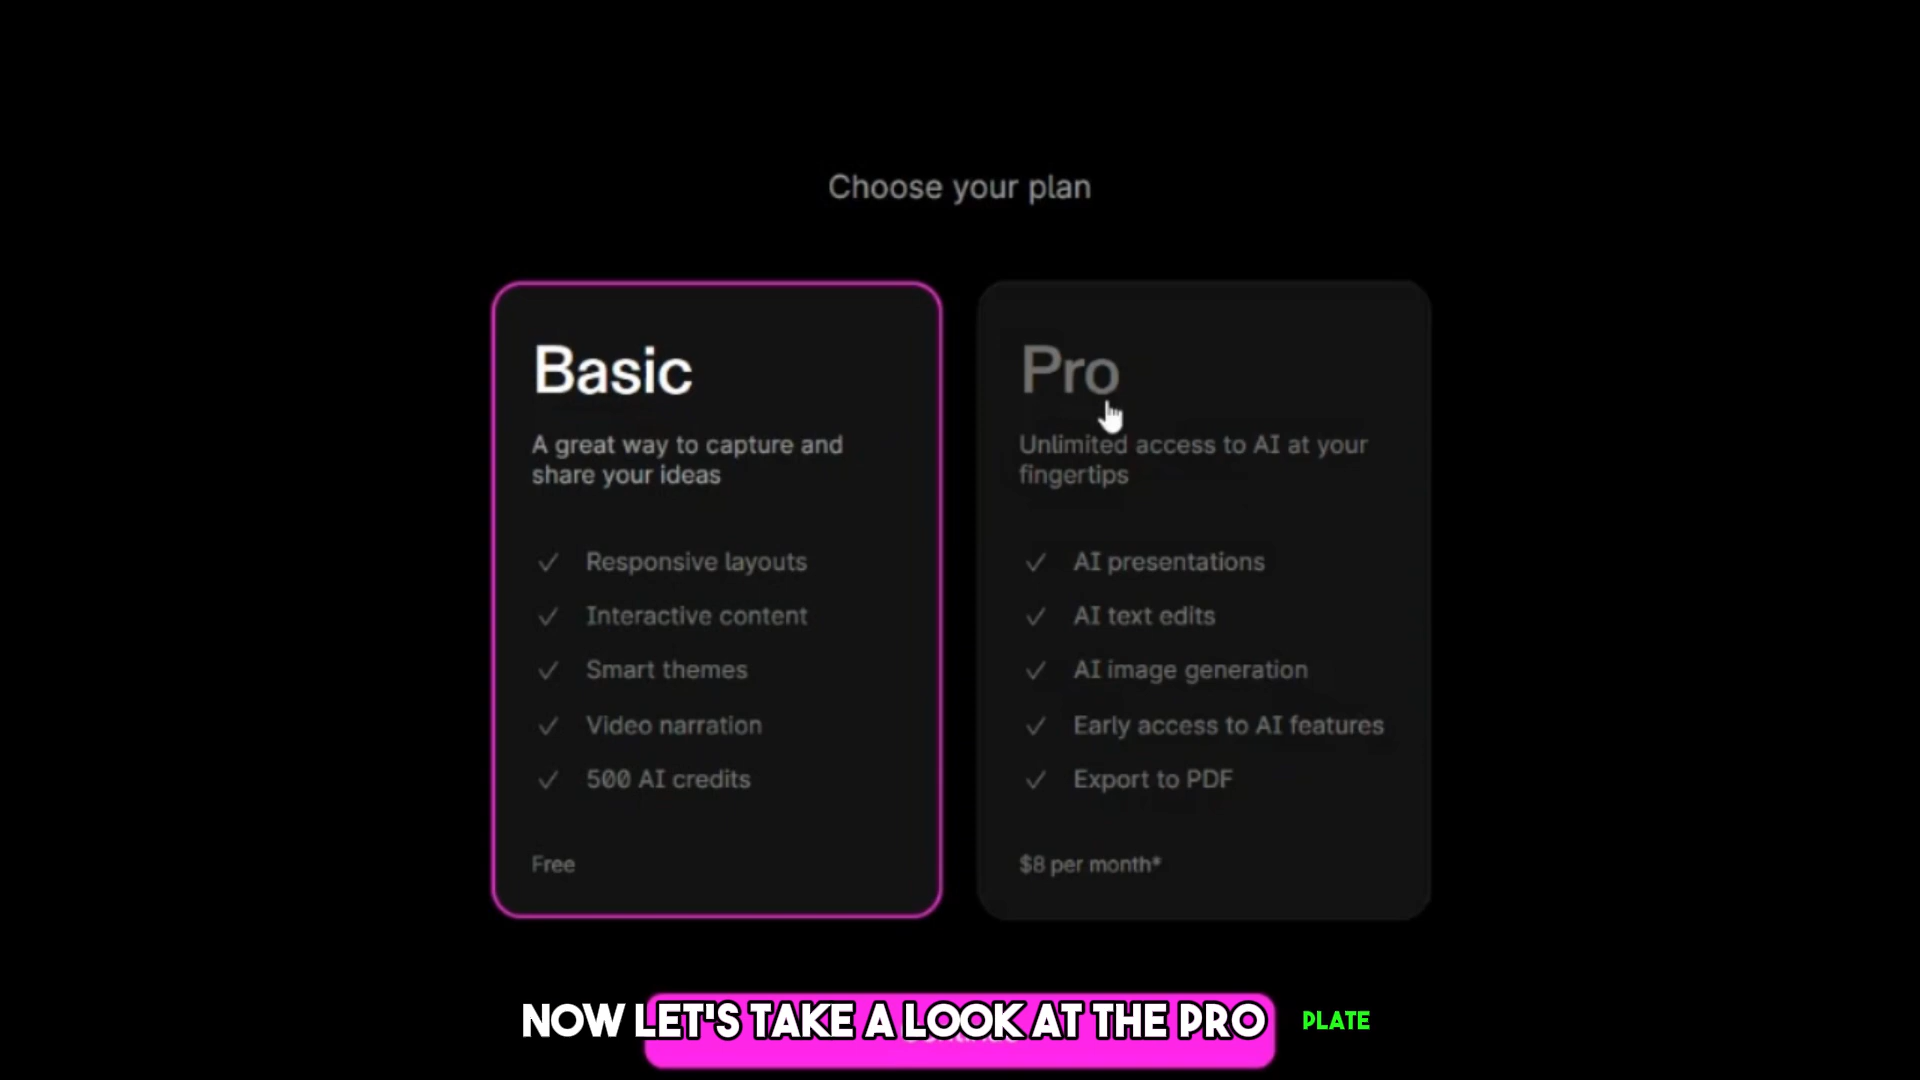 Choose your plan
Basic
A great way to capture and
share your ideas
Responsive layouts
Interactive content
Smart themes
Video narration
500 AI credits
Free
Pro
Unlimited access to AI at your
fingertips
AI presentations
AI text edits
AI image generation
Early access to AI features
Export to PDF
$8 per month*
NOW LET'S TAKE A LOOK AT THE PRO PLATE